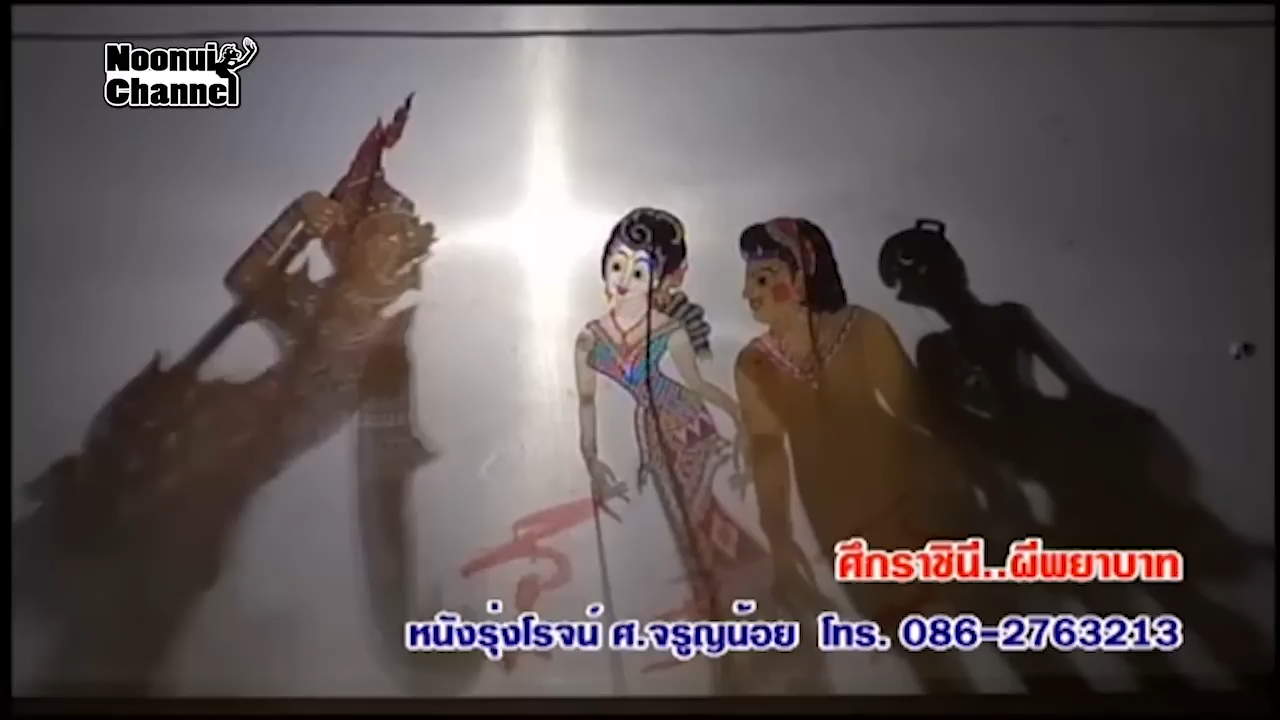 Noonui
Channel
ศึกราชินี..ผีพยาบาท
หนังรุ่งโรจน์ ศ.จรูญน้อย โทร. 086-2763213